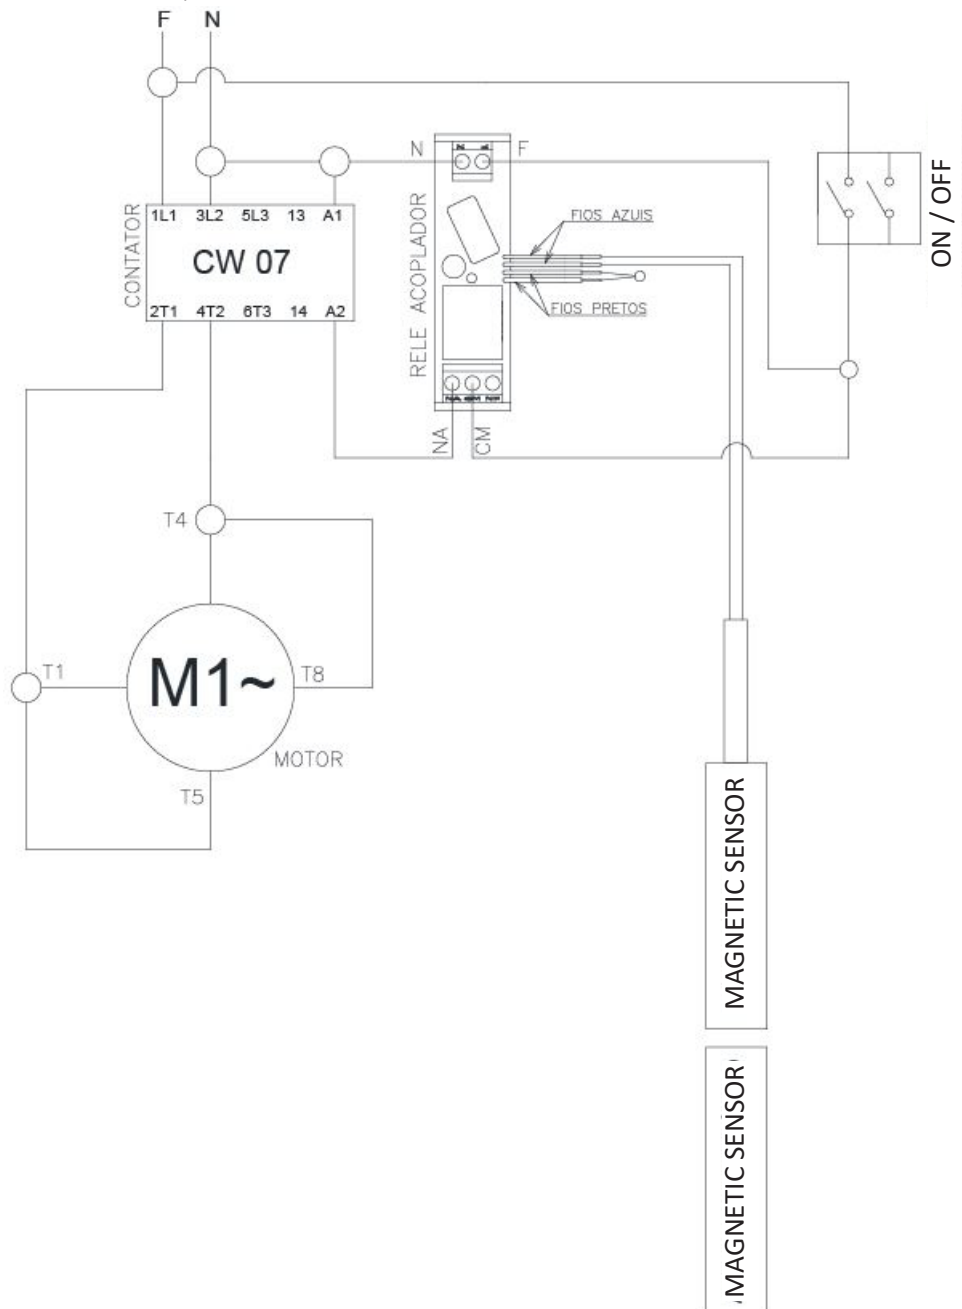 F N
N F
1L1 3L2 5L3 13 A1
CONTATOR
CW 07
2T1 4T2 6T3 14 A2
RELE ACOPLADOR
FIOS AZUIS
FIOS PRETOS
ON / OFF
NA CM
T4
T1
M1~
T8
MOTOR
T5
MAGNETIC SENSOR
MAGNETIC SENSOR